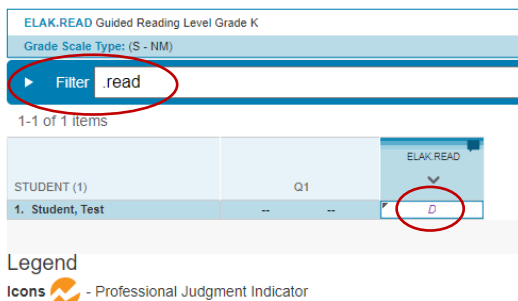 ELAK.READ Guided Reading Level Grade K
Grade Scale Type: (S - NM)
Filter .read
1-1 of 1 items
ELAK.READ
STUDENT (1) Q1
1. Student, Test -- -- D
Legend
Icons - Professional Judgment Indicator